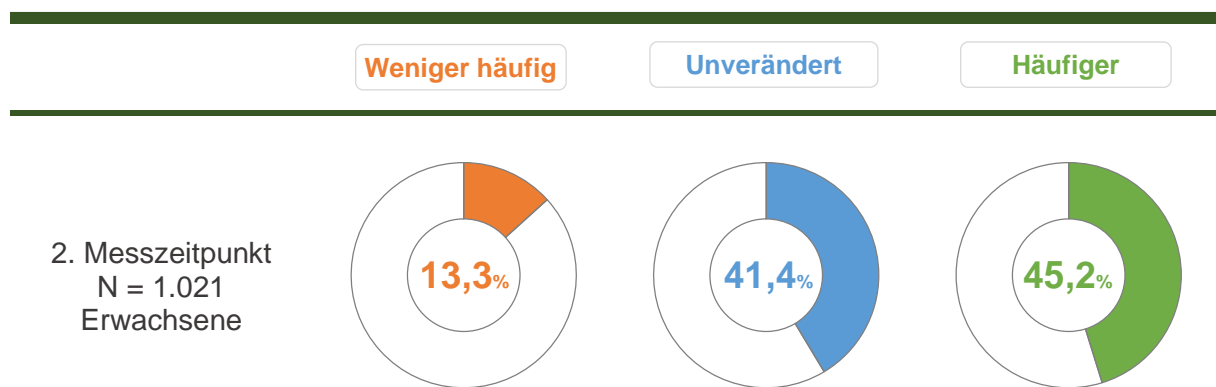 Weniger häufig
Unverändert
Häufiger
2. Messzeitpunkt
N = 1.021
Erwachsene
13,3%
41,4%
45,2%